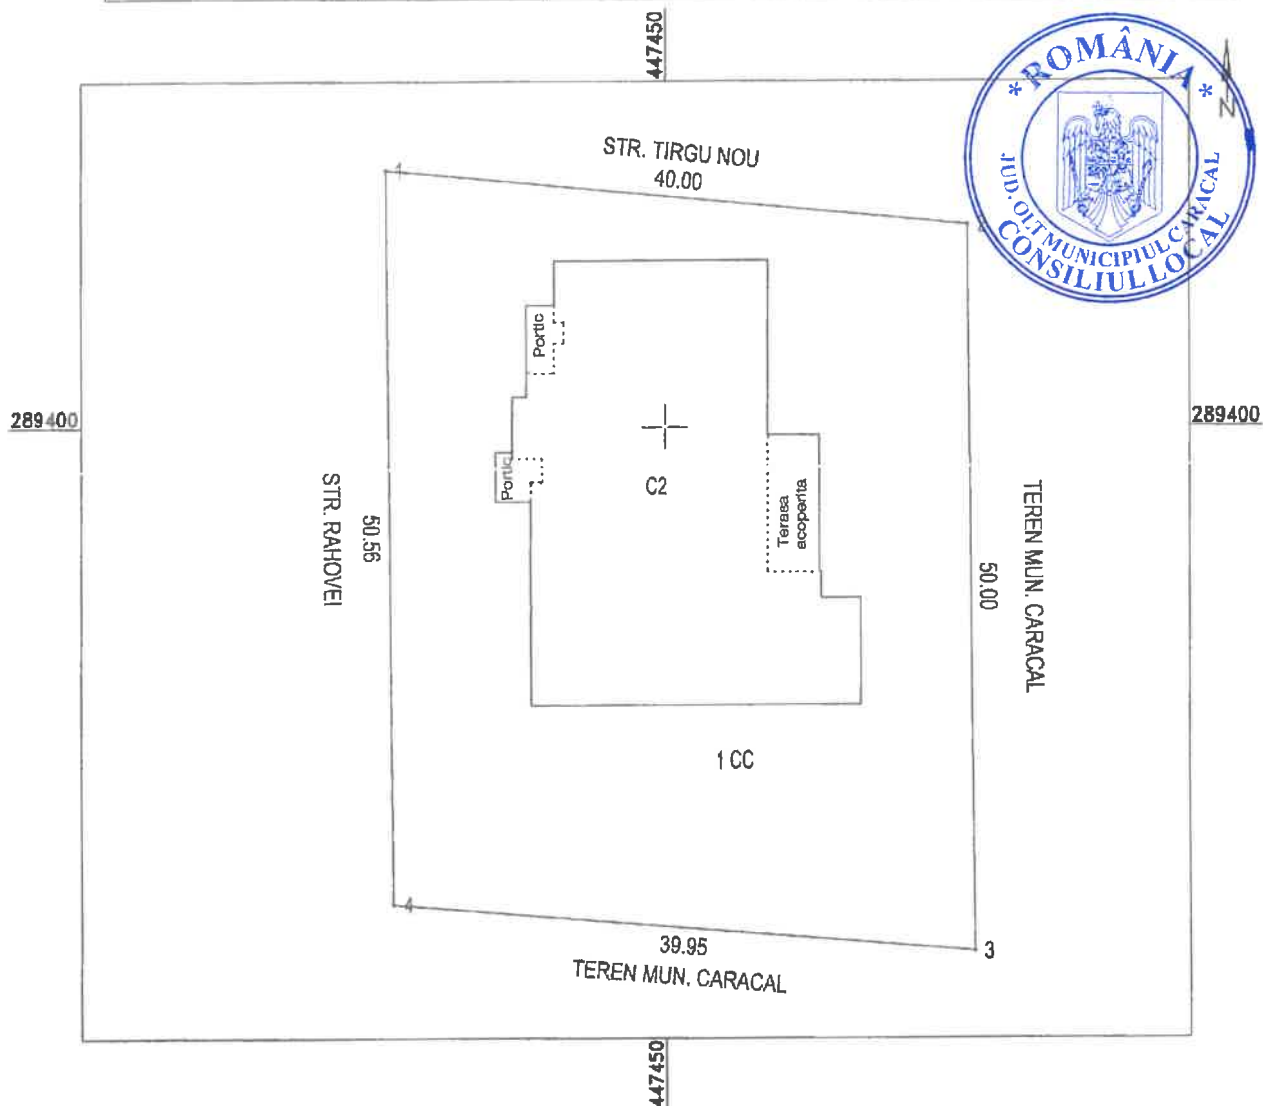 447450
* ROMÂNIA *
JUD. OLT MUNICIPIUL CARACAL
CONSILIUL LOCAL
N
STR. TIRGU NOU
40.00
1
Portic
289400
289400
Portic
C2
Terasa
acoperita
STR. RAHOVEI
50.56
50.00
TEREN MUN. CARACAL
1 CC
4
39.95
3
TEREN MUN. CARACAL
447450